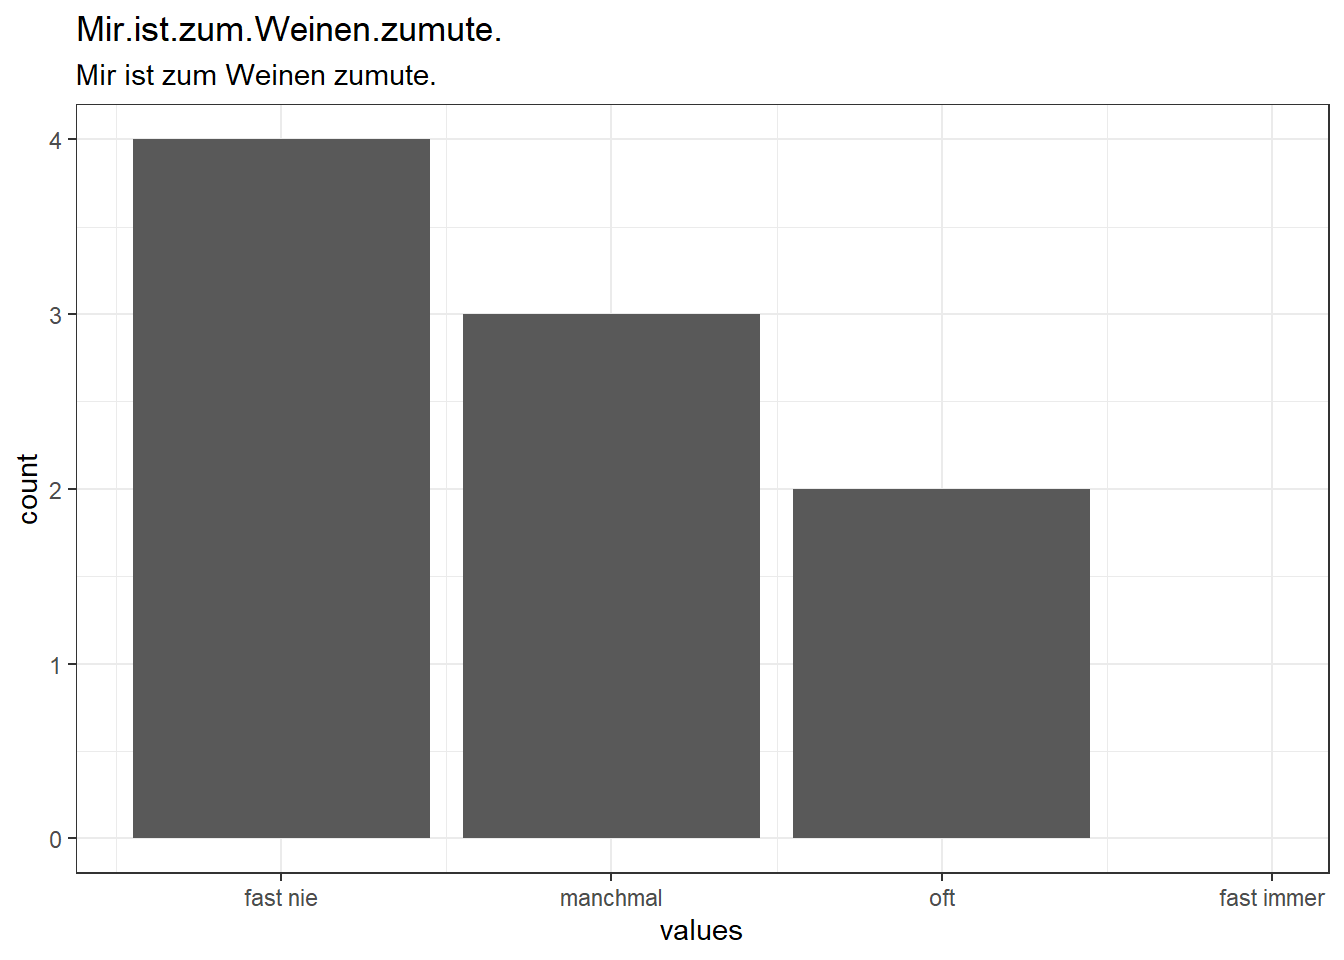 Mir.ist.zum.Weinen.zumute.
Mir ist zum Weinen zumute.
4
3
2
1
0
count
fast nie
manchmal
oft
fast immer
values